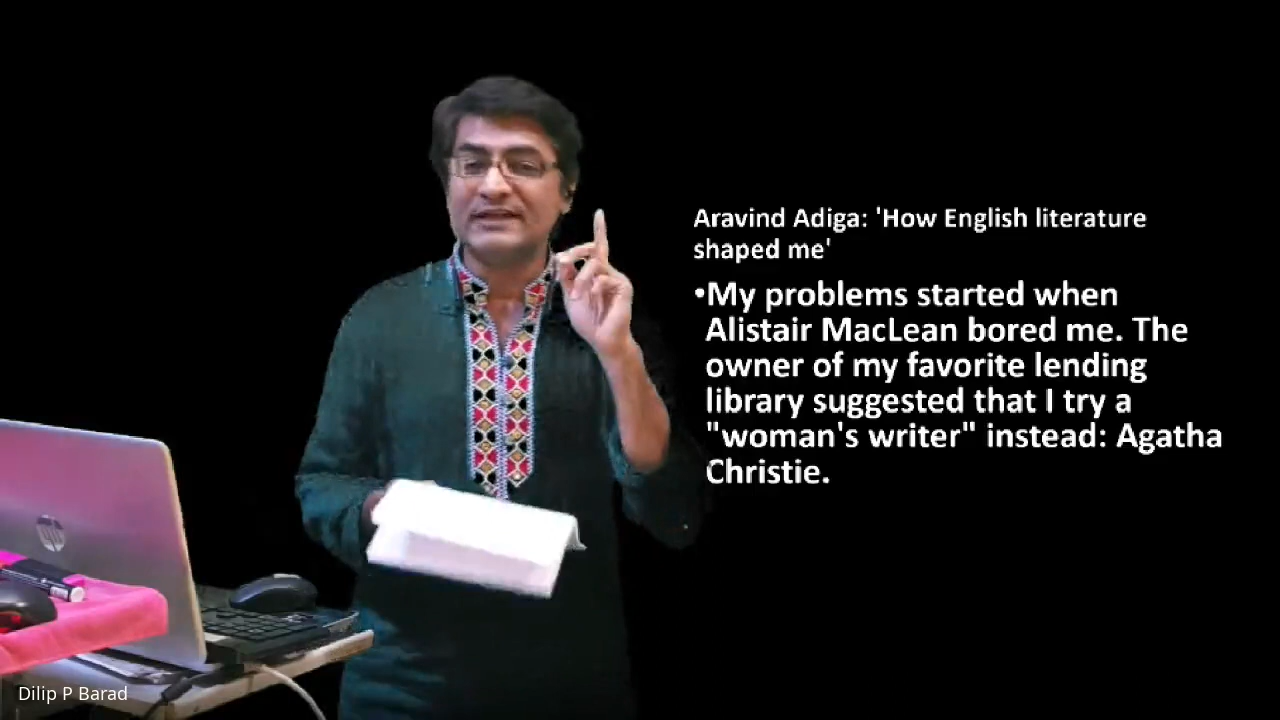 Aravind Adiga: 'How English literature
shaped me'
•My problems started when
Alistair MacLean bored me. The
owner of my favorite lending
library suggested that I try a
"woman's writer" instead: Agatha
Christie.
hp
Dilip P Barad